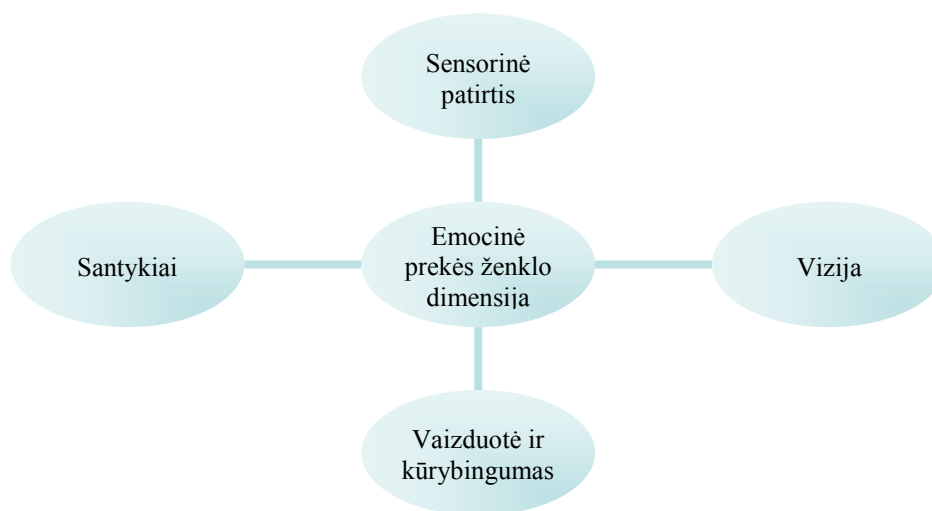 Sensorinė
patirtis
Santykiai
Emocinė
prekės ženklo
dimensija
Vizija
Vaizduotė ir
kūrybingumas